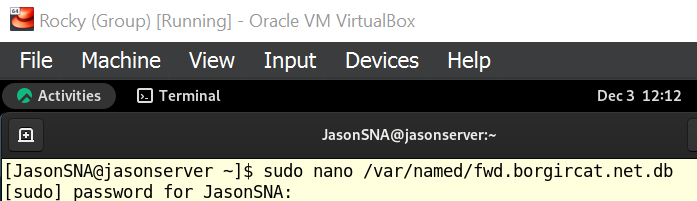 Rocky (Group) [Running] - Oracle VM VirtualBox
File Machine View Input Devices Help
Activities Terminal Dec 3 12:12
JasonSNA@jasonserver:~
[JasonSNA@jasonserver ~]$ sudo nano /var/named/fwd.borgircat.net.db
[sudo] password for JasonSNA: